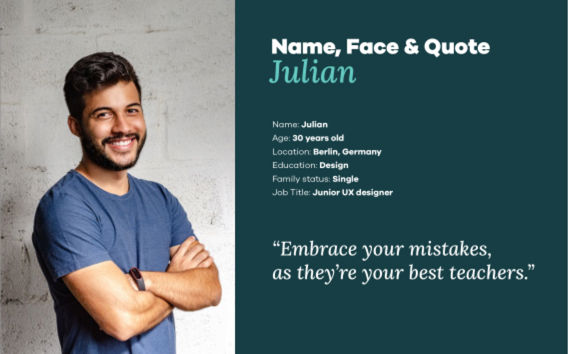 Name, Face & Quote
Julian
Name: Julian
Age: 30 years old
Location: Berlin, Germany
Education: Design
Family status: Single
Job Title: Junior UX designer
“Embrace your mistakes,
as they’re your best teachers.”